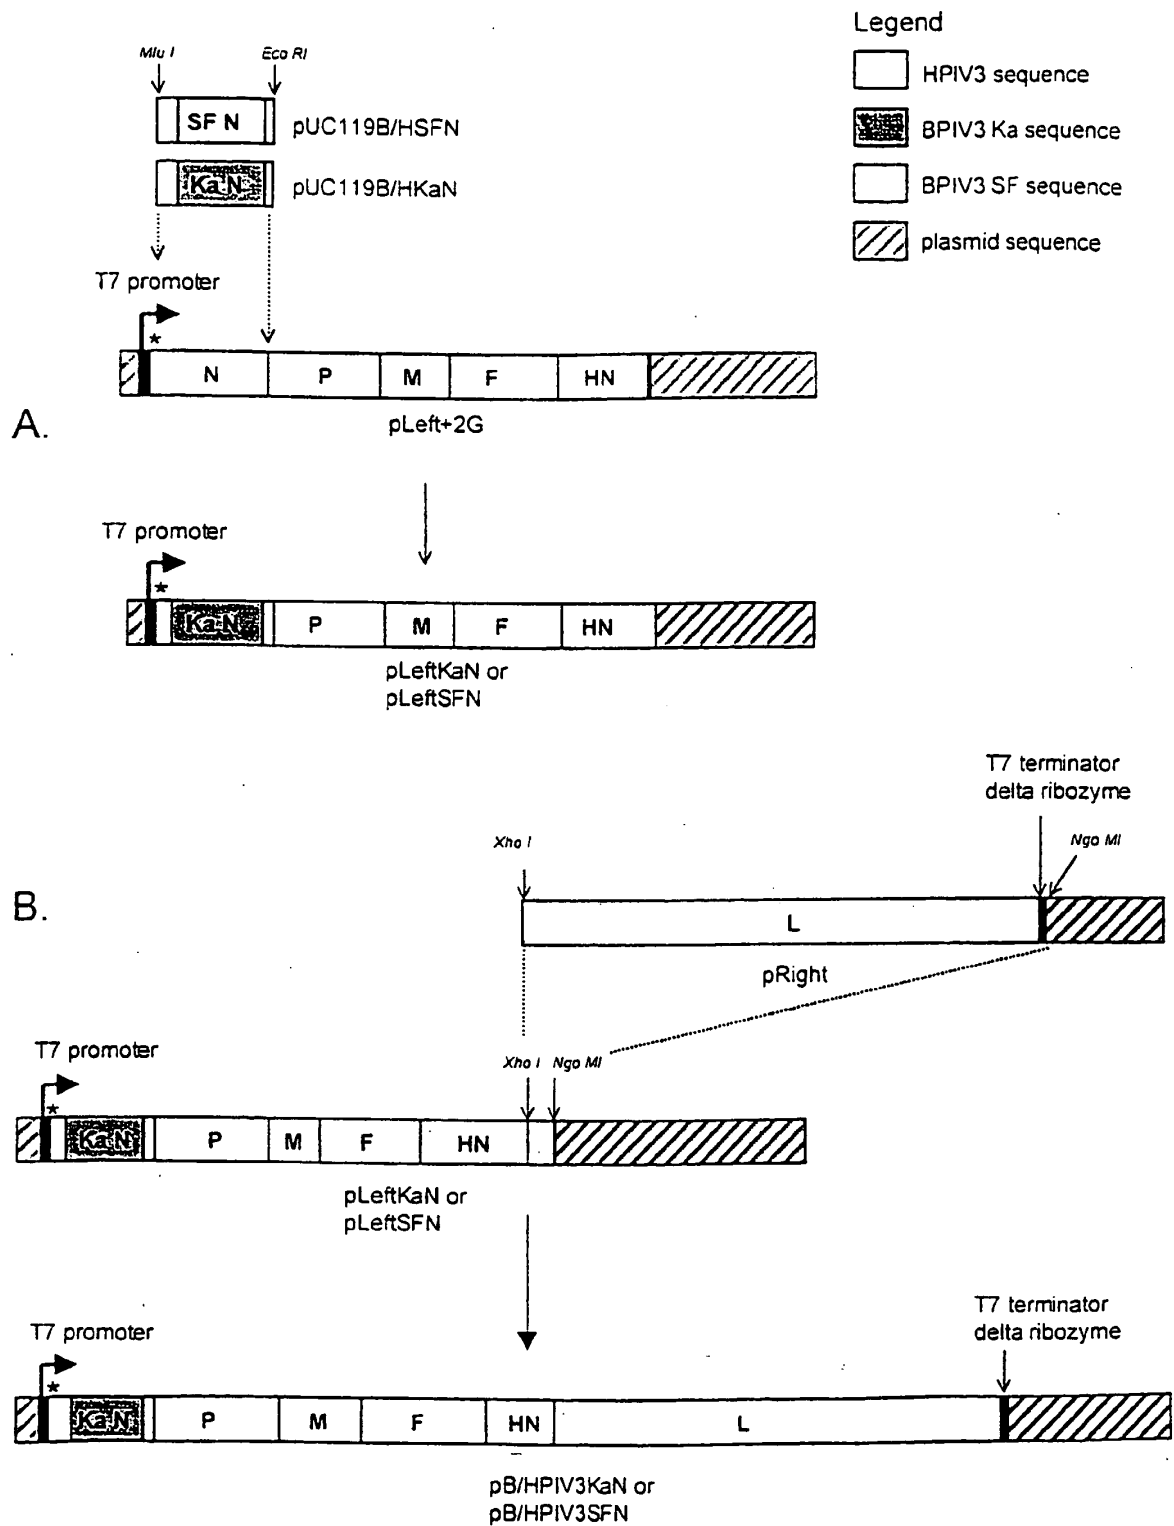 Legend
HPIV3 sequence
BPIV3 Ka sequence
BPIV3 SF sequence
plasmid sequence
Mlu I
Eco RI
SF N
pUC119B/HSFN
Ka N
pUC119B/HKaN
T7 promoter
*
N P M F HN
pLeft+2G
A.
T7 promoter
*
Ka N P M F HN
pLeftKaN or
pLeftSFN
T7 terminator
delta ribozyme
Xho I
Ngo MI
B.
L
pRight
T7 promoter
Xho I
Ngo MI
*
Ka N P M F HN
pLeftKaN or
pLeftSFN
T7 terminator
delta ribozyme
T7 promoter
*
Ka N P M F HN L
pB/HPIV3KaN or
pB/HPIV3SFN